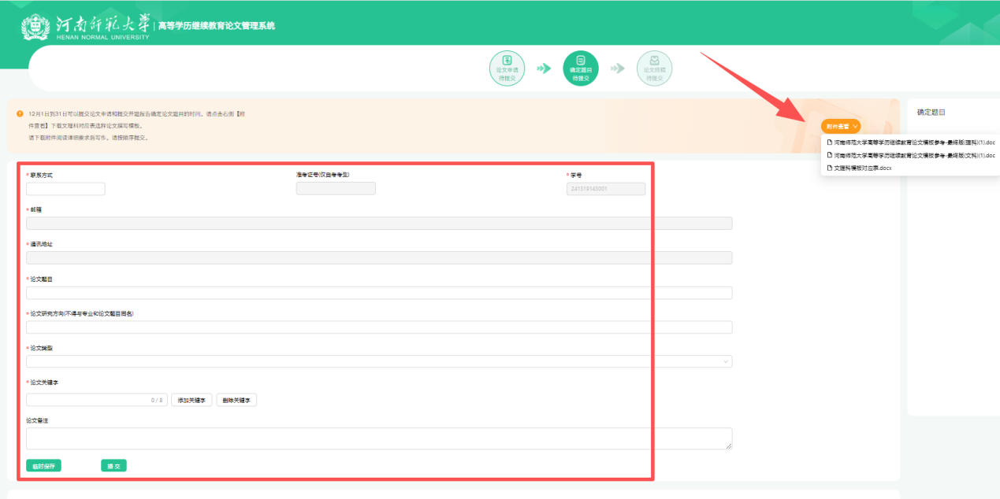 河南师范大学 | 高等学历继续教育论文管理系统
HENAN NORMAL UNIVERSITY
论文申请
待提交
确定题目
待提交
论文终稿
待提交
12月1日到31日可以提交论文申请和提交开题报告确定论文题目的时间。请点击右侧【附
件查看】下载文理科对应表选择论文撰写模板。
请下载附件阅读详细要求后写作。请按顺序提交。
附件查看
确定题目
河南师范大学高等学历继续教育论文模板参考-最终版(理科)(1).doc
河南师范大学高等学历继续教育论文模板参考-最终版(文科)(1).doc
文理科模板对应表.docx
* 联系方式
准考证号(仅自考考生)
* 学号
241319143001
* 邮箱
* 通讯地址
* 论文题目
* 论文研究方向(不得与专业和论文题目同名)
* 论文类型
* 论文关键字
0 / 8
添加关键字
删除关键字
论文备注
临时保存
提 交